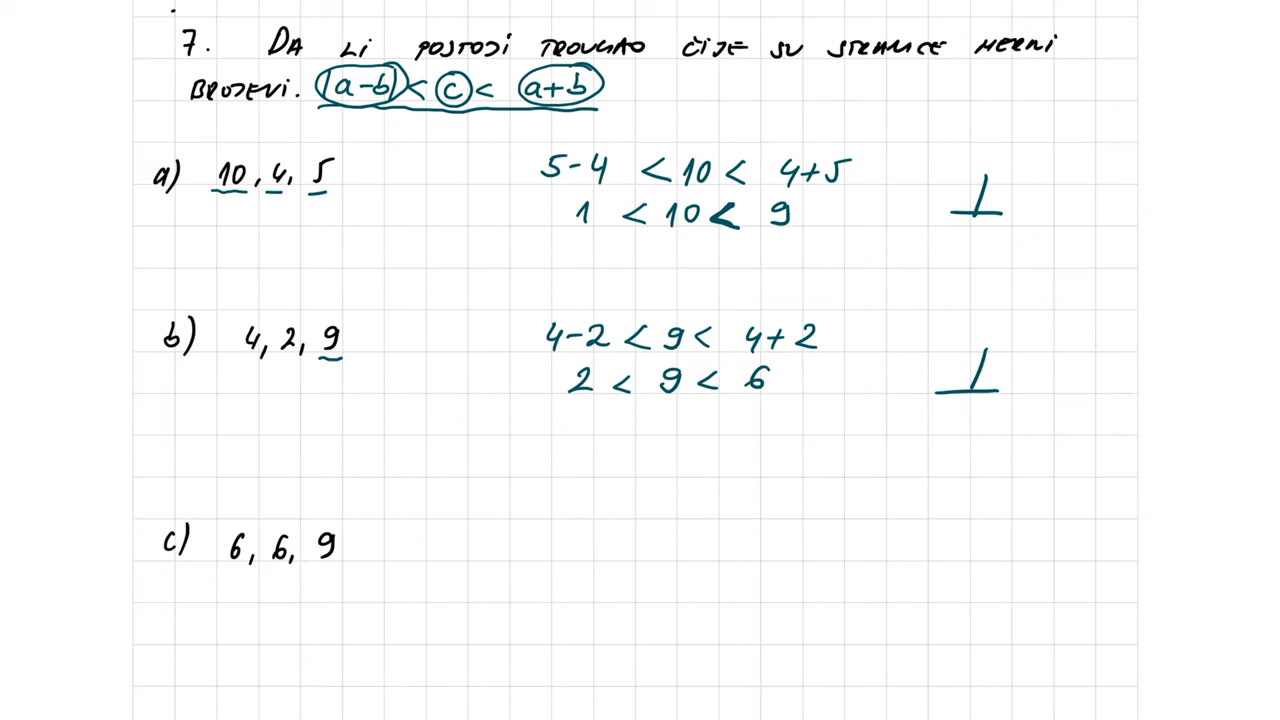 7. DA LI POSTOJI TROUGAO ČIJE SU STRANICE MERNI
BROJEVI. |a-b| < c < a+b
a) 10, 4, 5
5-4 < 10 < 4+5
1 < 10 < 9 ⊥
b) 4, 2, 9
4-2 < 9 < 4+2
2 < 9 < 6 ⊥
c) 6, 6, 9